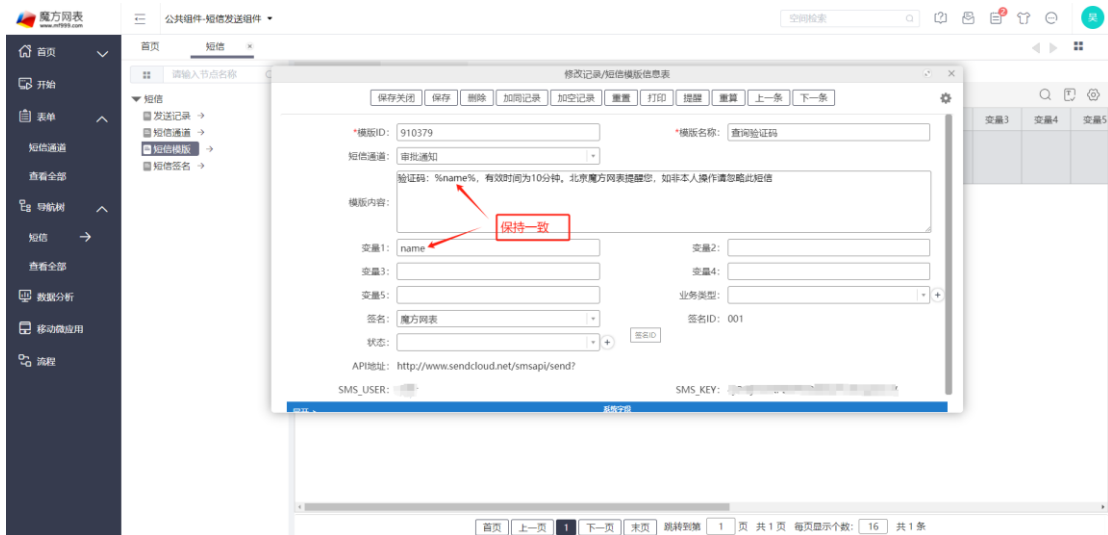 魔方网表
www.mf999.com
公共组件-短信发送组件
空间检索
2
吴
首页
开始
表单
短信通道
查看全部
导航树
短信
查看全部
数据分析
移动微应用
流程
首页
短信
请输入节点名称
短信
发送记录
短信通道
短信模版
短信签名
修改记录/短信模版信息表
保存关闭 保存 删除 加同记录 加空记录 重置 打印 提醒 重算 上一条 下一条
变量3 变量4 变量5
*模版ID: 910379
*模版名称: 查询验证码
短信通道: 审批通知
模版内容: 验证码：%name%，有效时间为10分钟。北京魔方网表提醒您，如非本人操作请忽略此短信
保持一致
变量1: name
变量2:
变量3:
变量4:
变量5:
业务类型:
签名: 魔方网表
签名ID: 001
签名ID
状态:
API地址: http://www.sendcloud.net/smsapi/send?
SMS_USER:
SMS_KEY:
系统字段
首页 上一页 1 下一页 末页 跳转到第 1 页 共1页 每页显示个数: 16 共1条